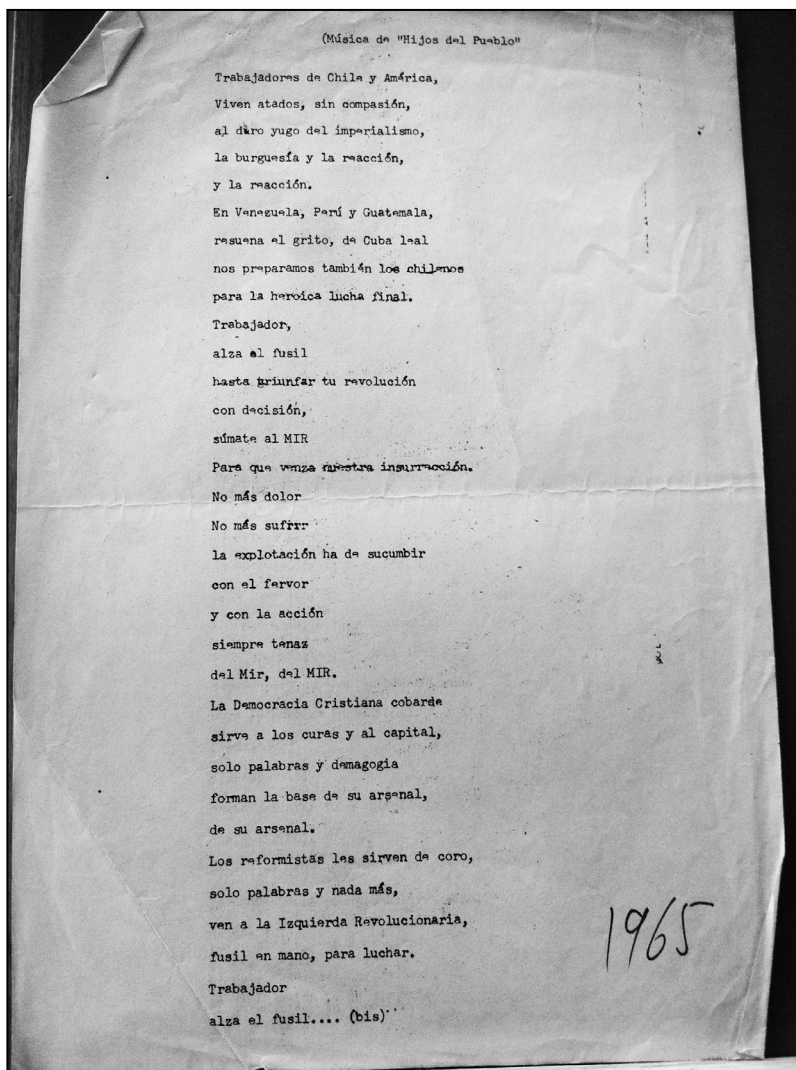 (Música de "Hijos del Pueblo"
Trabajadores de Chile y América,
Viven atados, sin compasión,
al duro yugo del imperialismo,
la burguesía y la reacción,
y la reacción.
En Venezuela, Perú y Guatemala,
resuena el grito, de Cuba leal
nos preparamos también los chilenos
para la heroica lucha final.
Trabajador,
alza el fusil
hasta triunfar tu revolución
con decisión,
súmate al MIR
Para que venza nuestra insurrección.
No más dolor
No más sufrrr
la explotación ha de sucumbir
con el fervor
y con la acción
siempre tenaz
del Mir, del MIR.
La Democracia Cristiana cobarde
sirve a los curas y al capital,
solo palabras y demagogia
forman la base de su arsenal,
de su arsenal.
Los reformistas les sirven de coro,
solo palabras y nada más,
ven a la Izquierda Revolucionaria,
fusil en mano, para luchar.
Trabajador
alza el fusil.... (bis)
1965